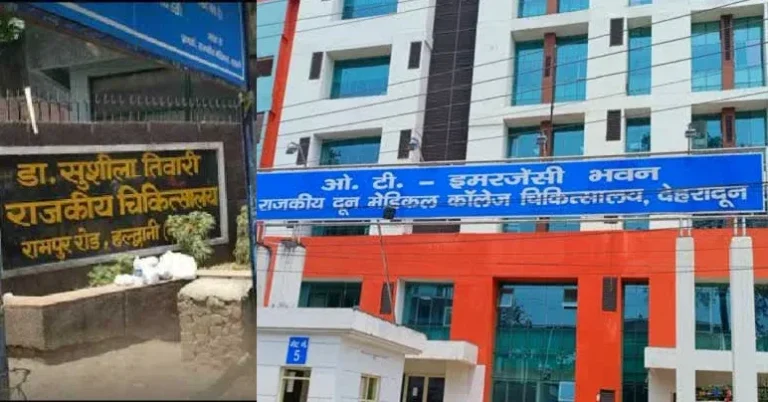 डा. सुशीला तिवारी
राजकीय चिकित्सालय
रामपुर रोड, हल्द्वानी
ओ. टी. - इमरजेंसी भवन
राजकीय दून मेडिकल कॉलेज चिकित्सालय, देहरादून
गेट नं.
5